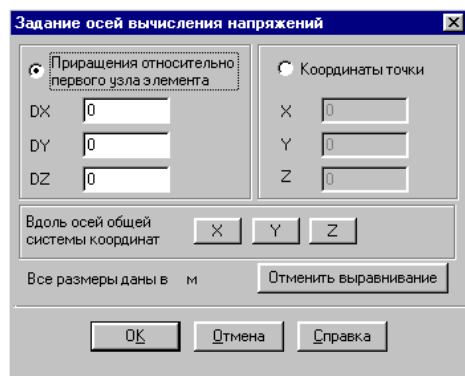 Задание осей вычисления напряжений
Приращения относительно
первого узла элемента
DX 0
DY 0
DZ 0
Координаты точки
X 0
Y 0
Z 0
Вдоль осей общей
системы координат
X Y Z
Все размеры даны в м
Отменить выравнивание
OK Отмена Справка